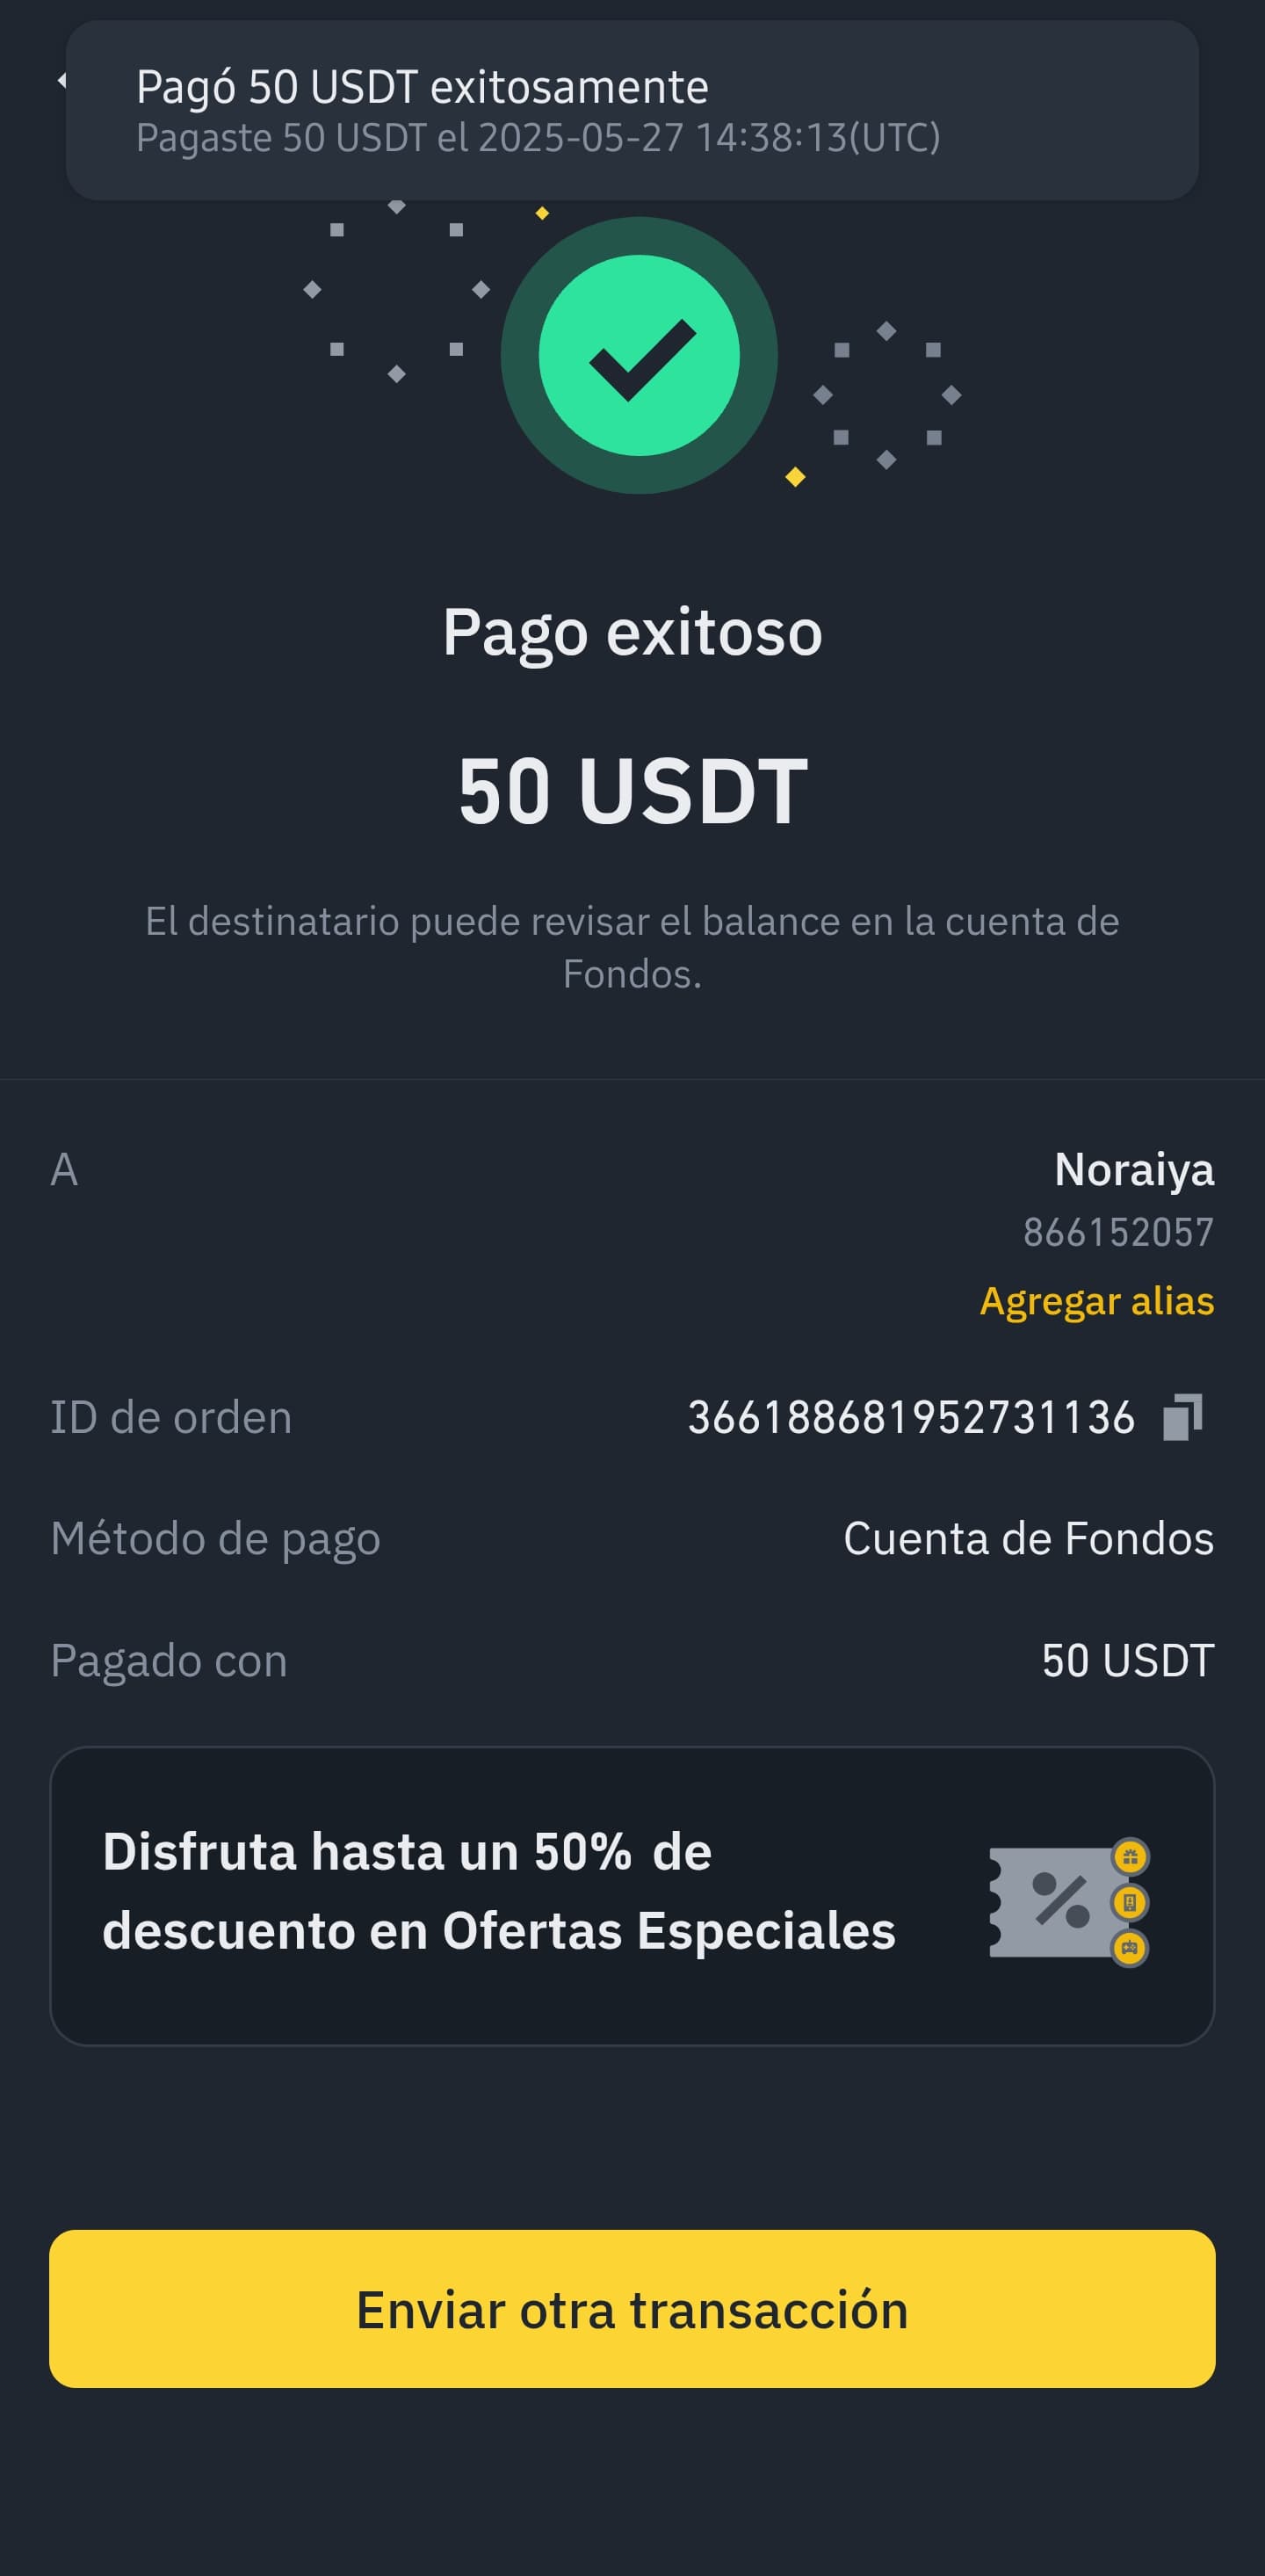 Pagó 50 USDT exitosamente
Pagaste 50 USDT el 2025-05-27 14:38:13(UTC)
Pago exitoso
50 USDT
El destinatario puede revisar el balance en la cuenta de
Fondos.
A
Noraiya
866152057
Agregar alias
ID de orden 366188681952731136
Método de pago Cuenta de Fondos
Pagado con 50 USDT
Disfruta hasta un 50% de
descuento en Ofertas Especiales
Enviar otra transacción